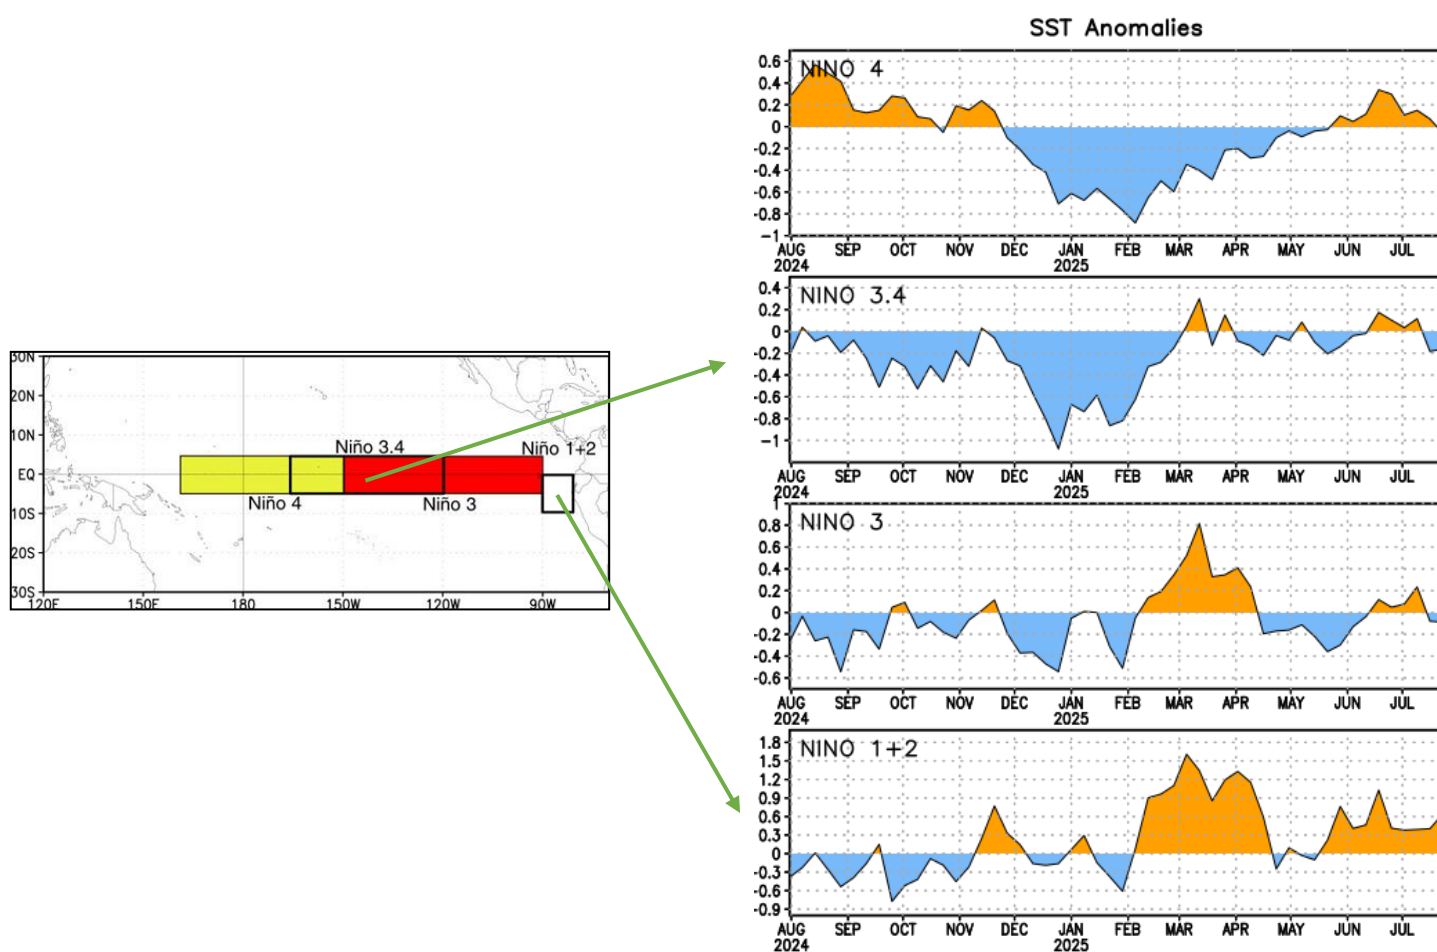 SST Anomalies
NINO 4
0.6
0.4
0.2
0
-0.2
-0.4
-0.6
-0.8
-1
AUG SEP OCT NOV DEC JAN FEB MAR APR MAY JUN JUL
2024 2025
NINO 3.4
0.4
0.2
0
-0.2
-0.4
-0.6
-0.8
-1
AUG SEP OCT NOV DEC JAN FEB MAR APR MAY JUN JUL
2024 2025
NINO 3
1
0.8
0.6
0.4
0.2
0
-0.2
-0.4
-0.6
AUG SEP OCT NOV DEC JAN FEB MAR APR MAY JUN JUL
2024 2025
NINO 1+2
1.8
1.5
1.2
0.9
0.6
0.3
0
-0.3
-0.6
-0.9
AUG SEP OCT NOV DEC JAN FEB MAR APR MAY JUN JUL
2024 2025
30N
20N
10N
EQ
10S
20S
30S
120E 150E 180 150W 120W 90W
Niño 3.4 Niño 1+2
Niño 4 Niño 3